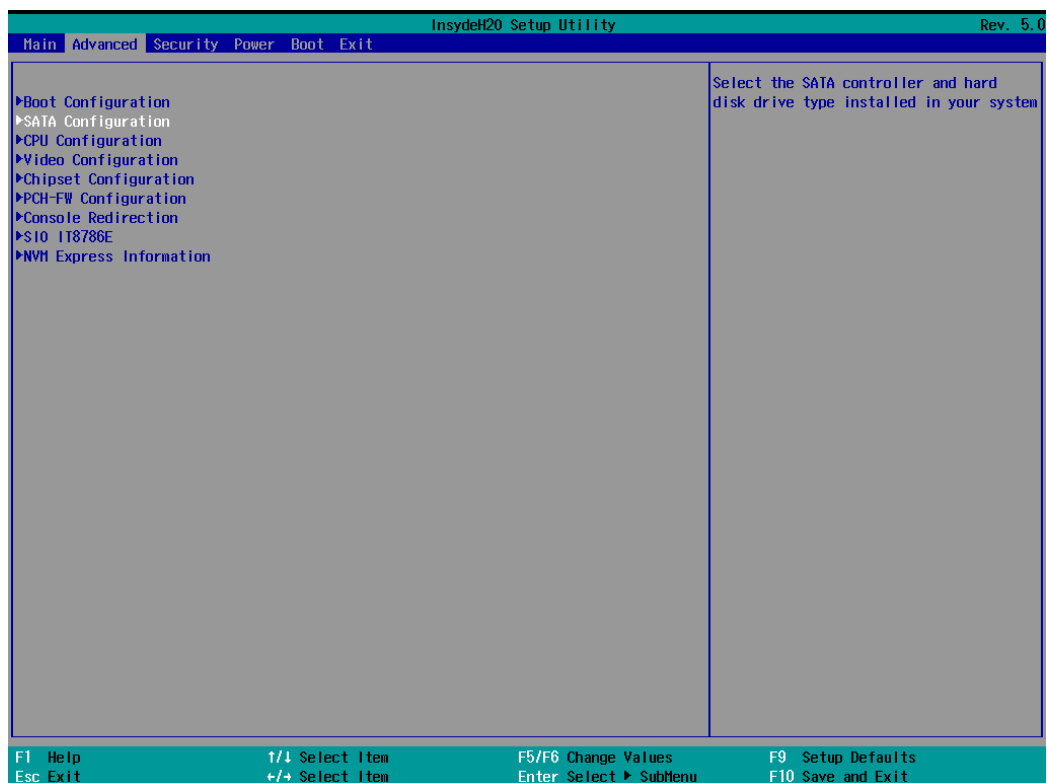 InsydeH20 Setup Utility Rev. 5.0
Main Advanced Security Power Boot Exit
▶Boot Configuration
▶SATA Configuration
▶CPU Configuration
▶Video Configuration
▶Chipset Configuration
▶PCH-FW Configuration
▶Console Redirection
▶SIO IT8786E
▶NVM Express Information
Select the SATA controller and hard
disk drive type installed in your system
F1 Help ↑/↓ Select Item F5/F6 Change Values F9 Setup Defaults
Esc Exit ←/→ Select Item Enter Select ▶ SubMenu F10 Save and Exit